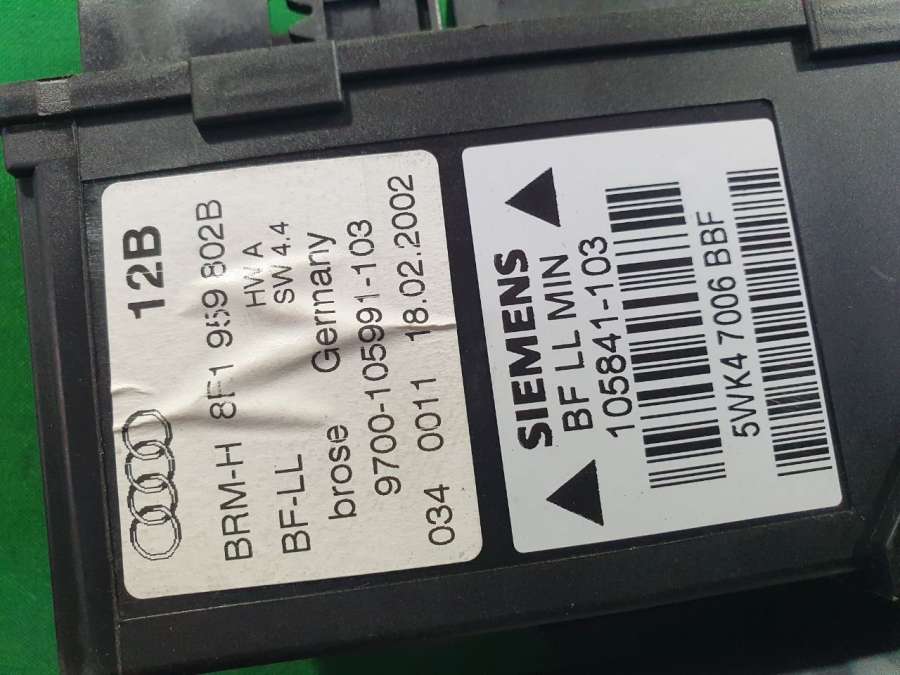 12B
BRM-H 8F1 959 802B
HW A
BF-LL SW 4.4
brose Germany
9700-105991-103
034 0011 18.02.2002
SIEMENS
BF LL MIN
105841-103
5WK4 7006 BBF